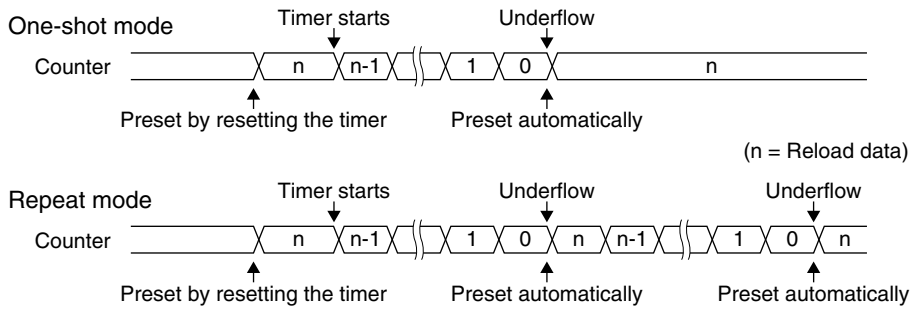 Timer starts Underflow
One-shot mode
Counter n n-1 1 0 n
Preset by resetting the timer Preset automatically
(n = Reload data)
Timer starts Underflow Underflow
Repeat mode
Counter n n-1 1 0 n n-1 1 0 n
Preset by resetting the timer Preset automatically Preset automatically